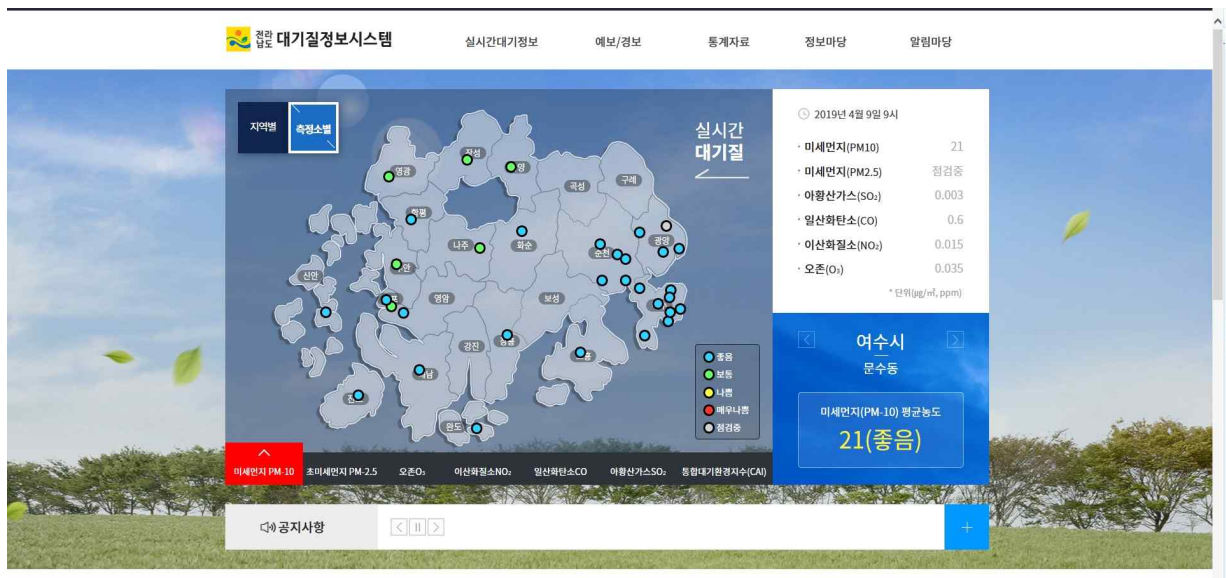 전라남도 대기질정보시스템
실시간대기정보 예보/경보 통계자료 정보마당 알림마당
지역별 측정소별
실시간
대기질
영광
장성
곡성
구례
함평
나주
화순
순천
광양
신안
영암
보성
강진
완도
좋음
보통
나쁨
매우나쁨
점검중
미세먼지 PM-10 초미세먼지 PM-2.5 오존O₃ 이산화질소NO₂ 일산화탄소CO 아황산가스SO₂ 통합대기환경지수(CAI)
2019년 4월 9일 9시
· 미세먼지(PM10) 21
· 미세먼지(PM2.5) 점검중
· 아황산가스(SO₂) 0.003
· 일산화탄소(CO) 0.6
· 이산화질소(NO₂) 0.015
· 오존(O₃) 0.035
* 단위(㎍/㎥, ppm)
여수시
문수동
미세먼지(PM-10) 평균농도
21(좋음)
공지사항